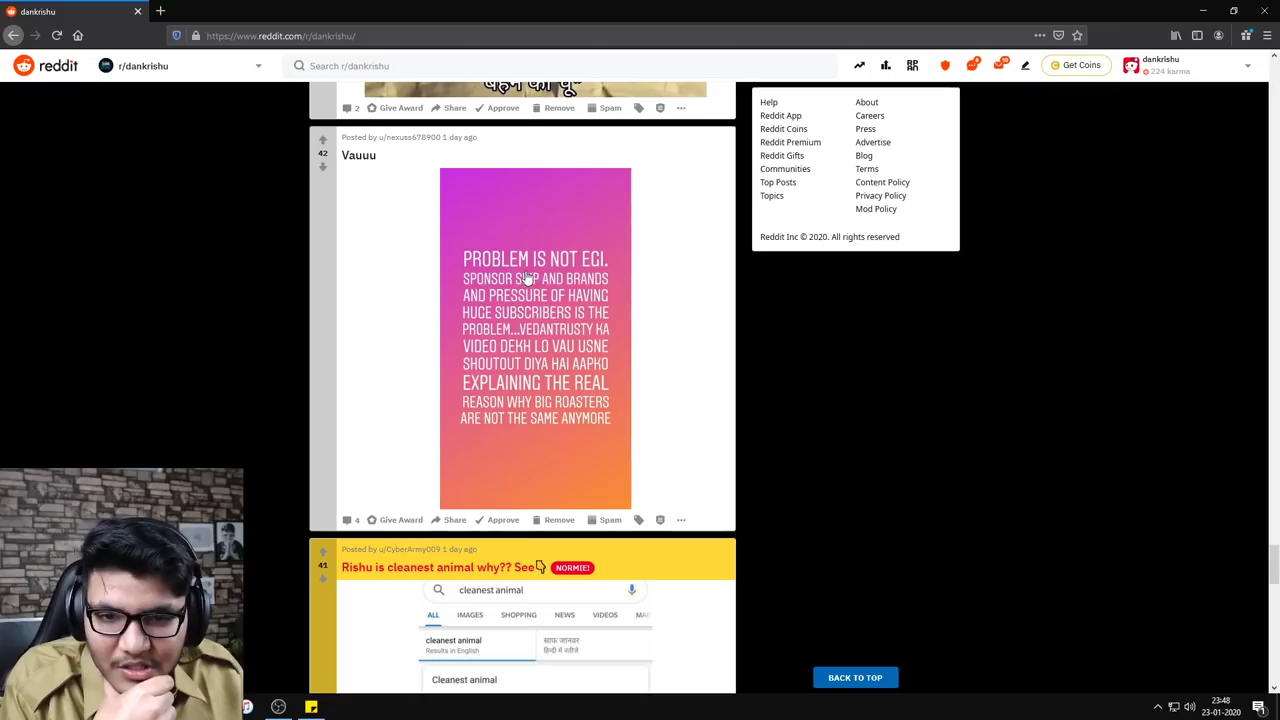 dankrishu
https://www.reddit.com/r/dankrishu/
reddit
r/dankrishu
Search r/dankrishu
Get Coins
dankrishu
224 karma
2 Give Award Share Approve Remove Spam
Posted by u/nexuss678900 1 day ago
42
Vauuu
PROBLEM IS NOT EGI.
AND BRANDS
AND PRESSURE OF HAVING
HUGE SUBSCRIBERS IS THE
PROBLEM...VEDANTRUSTY KA
VIDEO DEKH LO VAU USNE
SHOUTOUT DIYA HAI AAPKO
EXPLAINING THE REAL
REASON WHY BIG ROASTERS
ARE NOT THE SAME ANYMORE
4 Give Award Share Approve Remove Spam
Posted by u/CyberArmy009 1 day ago
41
Rishu is cleanest animal why?? See NORMIE!
cleanest animal
ALL IMAGES SHOPPING NEWS VIDEOS
cleanest animal
Results in English
साफ जानवर
हिन्दी में नतीजे
Cleanest animal
Help About
Reddit App Careers
Reddit Coins Press
Reddit Premium Advertise
Reddit Gifts Blog
Communities Terms
Top Posts Content Policy
Topics Privacy Policy
Mod Policy
Reddit Inc © 2020. All rights reserved
BACK TO TOP
23:48
23-01-2020